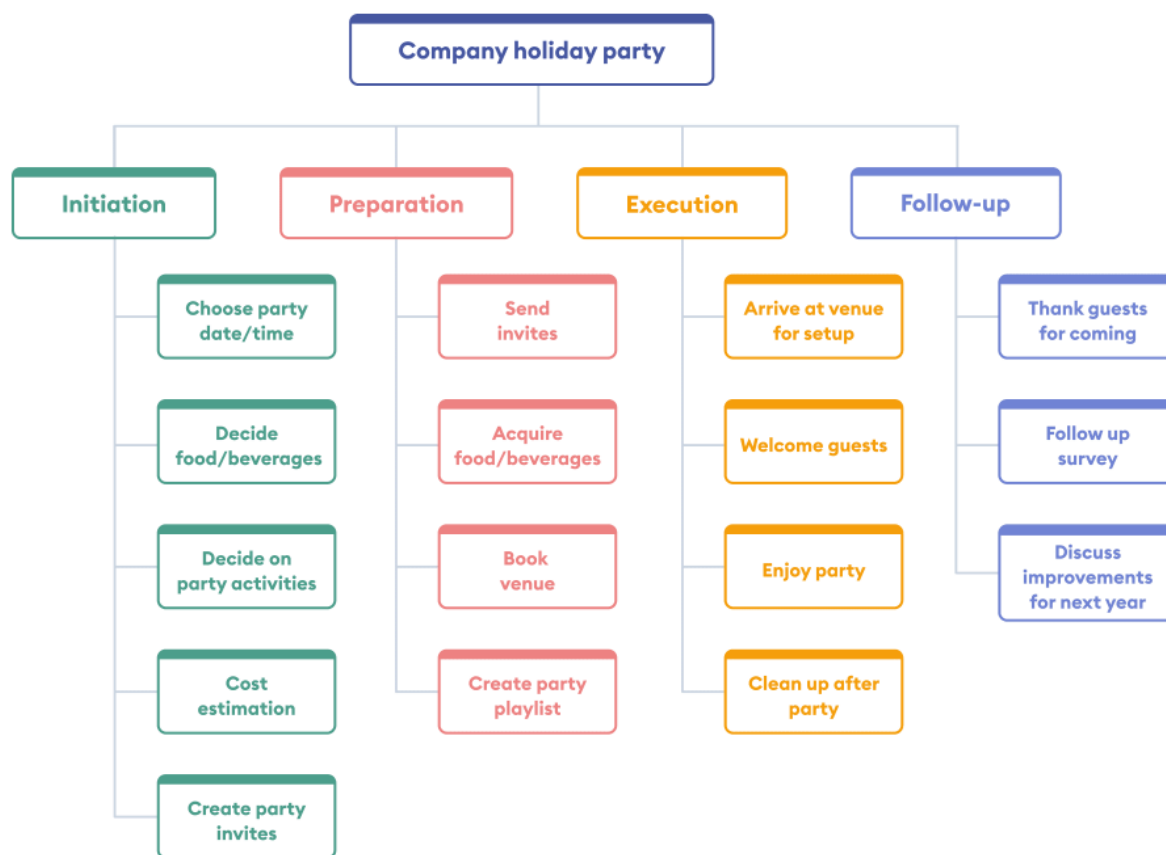 Company holiday party
Initiation
Preparation
Execution
Follow-up
Choose party
date/time
Decide
food/beverages
Decide on
party activities
Cost
estimation
Create party
invites
Send
invites
Acquire
food/beverages
Book
venue
Create party
playlist
Arrive at venue
for setup
Welcome guests
Enjoy party
Clean up after
party
Thank guests
for coming
Follow up
survey
Discuss
improvements
for next year